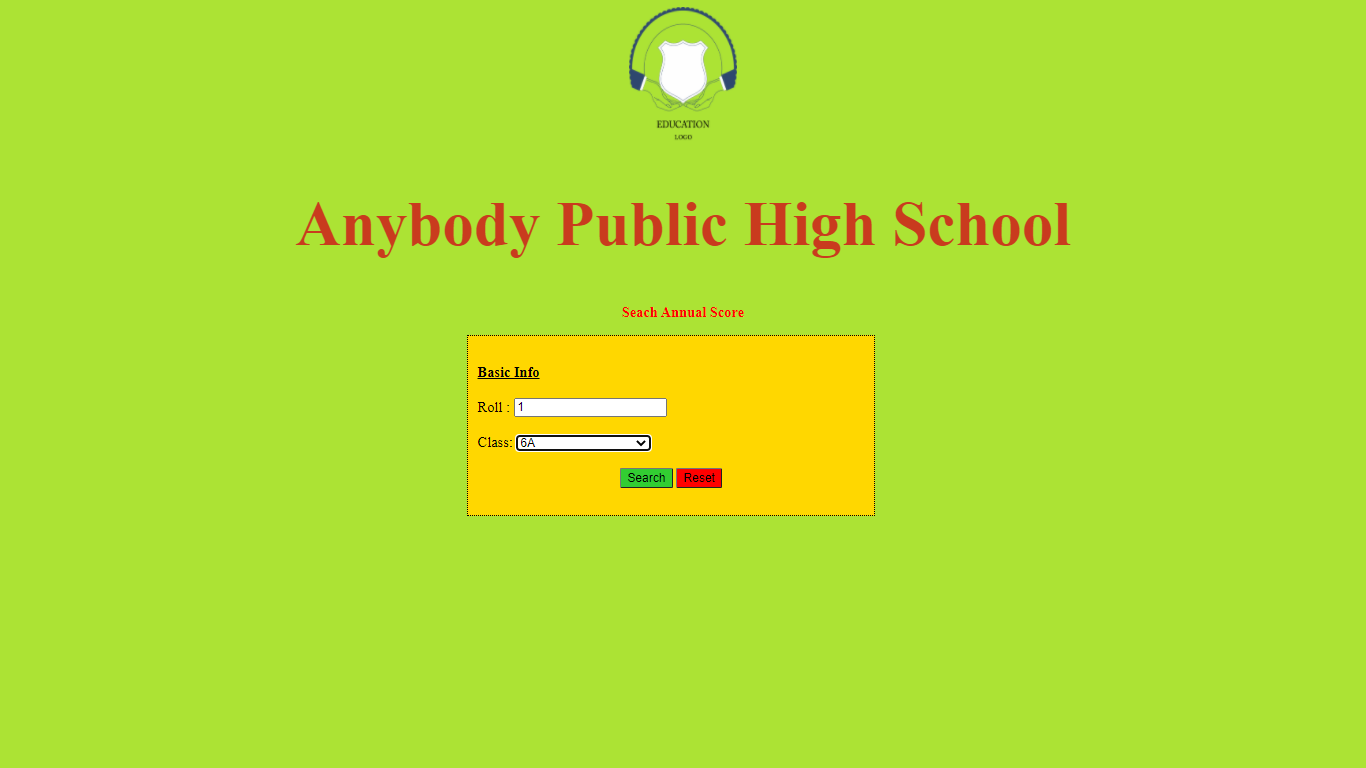 EDUCATION
LOGO
Anybody Public High School
Seach Annual Score
Basic Info
Roll : 1
Class: 6A
Search Reset